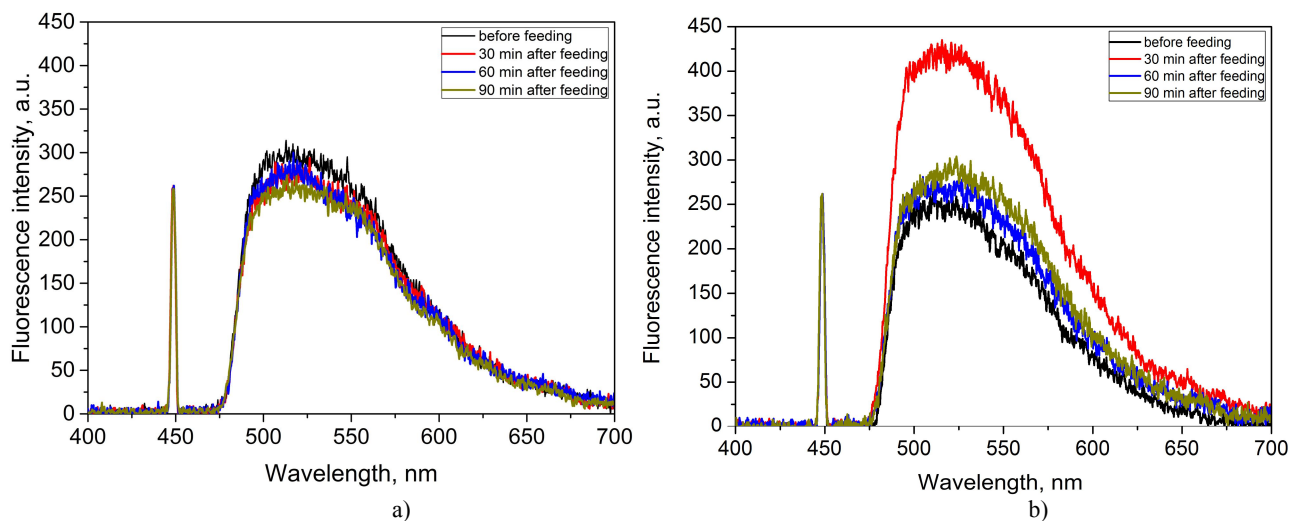 450
400
350
300
250
200
150
100
50
0
Fluorescence intensity, a.u.
before feeding
30 min after feeding
60 min after feeding
90 min after feeding
400 450 500 550 600 650 700
Wavelength, nm
a)
450
400
350
300
250
200
150
100
50
0
Fluorescence intensity, a.u.
before feeding
30 min after feeding
60 min after feeding
90 min after feeding
400 450 500 550 600 650 700
Wavelength, nm
b)